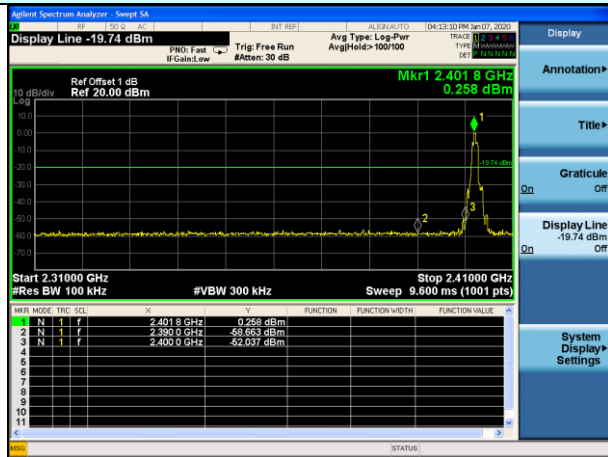 Agilent Spectrum Analyzer - Swept SA
RF 50 Ω AC INT REF ALIGNAUTO 04:13:10 PM Jan 07, 2020
Display Line -19.74 dBm
PNO: Fast
IFGain:Low
Trig: Free Run
#Atten: 30 dB
Avg Type: Log-Pwr
Avg|Hold:>100/100
TRACE 1 2 3 4 5 6
TYPE M
DET P N N N N N
Mkr1 2.401 8 GHz
0.258 dBm
Ref Offset 1 dB
10 dB/div Ref 20.00 dBm
Log
10.0
0.00
-10.0
-20.0
-30.0
-40.0
-50.0
-60.0
-70.0
1
-19.74 dBm
2
3
Start 2.31000 GHz Stop 2.41000 GHz
#Res BW 100 kHz #VBW 300 kHz Sweep 9.600 ms (1001 pts)
MKR MODE TRC SCL X Y FUNCTION FUNCTION WIDTH FUNCTION VALUE
1 N 1 f 2.401 8 GHz 0.258 dBm
2 N 1 f 2.390 0 GHz -58.663 dBm
3 N 1 f 2.400 0 GHz -52.037 dBm
4
5
6
7
8
9
10
11
MSG STATUS
Display
Annotation
Title
Graticule
On Off
Display Line
-19.74 dBm
On Off
System
Display
Settings